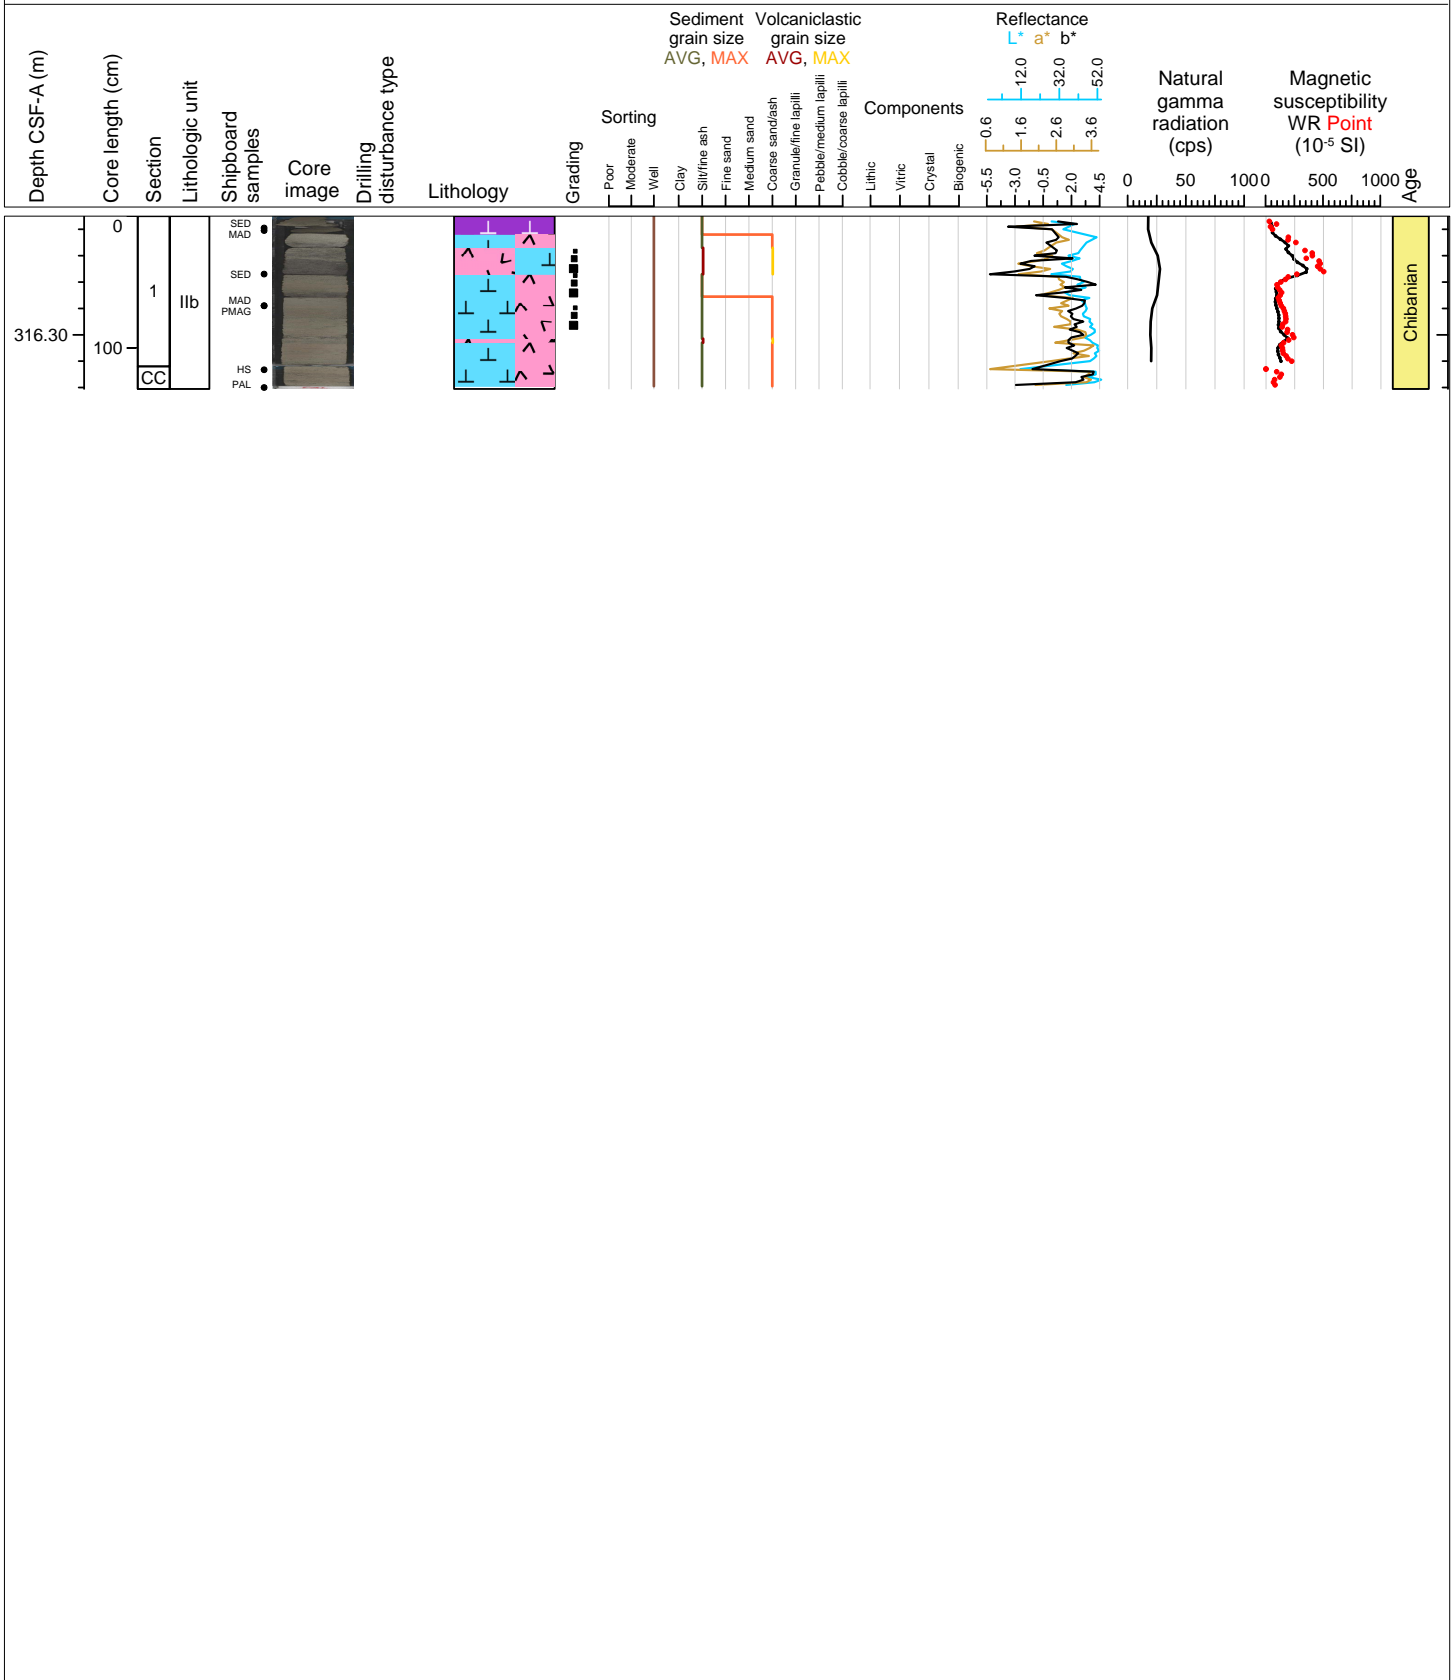 Depth CSF-A (m)
Core length (cm)
Section
Lithologic unit
Shipboard
samples
Core
image
Drilling
disturbance type
Lithology
Grading
Sorting
Poor
Moderate
Well
Sediment
grain size
AVG, MAX
Volcaniclastic
grain size
AVG, MAX
Clay
Silt/fine ash
Fine sand
Medium sand
Coarse sand/ash
Granule/fine lapilli
Pebble/medium lapilli
Cobble/coarse lapilli
Components
Lithic
Vitric
Crystal
Biogenic
Reflectance
L* a* b*
12.0 32.0 52.0
0.6 1.6 2.6 3.6
-5.5 -3.0 -0.5 2.0 4.5
Natural
gamma
radiation
(cps)
0 50 100
Magnetic
susceptibility
WR Point
(10⁻⁵ SI)
0 500 1000
Age
0
SED
MAD
SED
1
IIb
MAD
PMAG
316.30
100
HS
CC
PAL
Chibanian